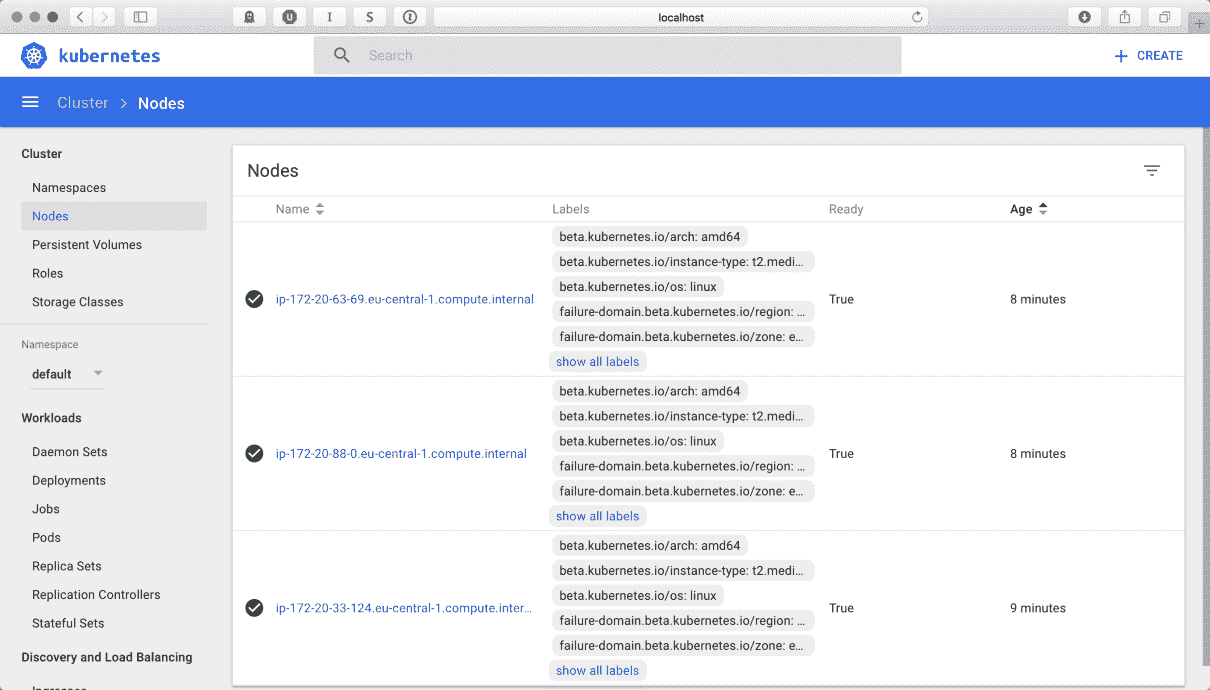 I
S
localhost
kubernetes
Search
CREATE
Cluster > Nodes
Cluster
Namespaces
Nodes
Persistent Volumes
Roles
Storage Classes
Namespace
default
Workloads
Daemon Sets
Deployments
Jobs
Pods
Replica Sets
Replication Controllers
Stateful Sets
Discovery and Load Balancing
Ingresses
Nodes
Name Labels Ready Age
beta.kubernetes.io/arch: amd64
beta.kubernetes.io/instance-type: t2.medi...
beta.kubernetes.io/os: linux
ip-172-20-63-69.eu-central-1.compute.internal True 8 minutes
failure-domain.beta.kubernetes.io/region: ...
failure-domain.beta.kubernetes.io/zone: e...
show all labels
beta.kubernetes.io/arch: amd64
beta.kubernetes.io/instance-type: t2.medi...
beta.kubernetes.io/os: linux
ip-172-20-88-0.eu-central-1.compute.internal True 8 minutes
failure-domain.beta.kubernetes.io/region: ...
failure-domain.beta.kubernetes.io/zone: e...
show all labels
beta.kubernetes.io/arch: amd64
beta.kubernetes.io/instance-type: t2.medi...
beta.kubernetes.io/os: linux
ip-172-20-33-124.eu-central-1.compute.inter... True 9 minutes
failure-domain.beta.kubernetes.io/region: ...
failure-domain.beta.kubernetes.io/zone: e...
show all labels